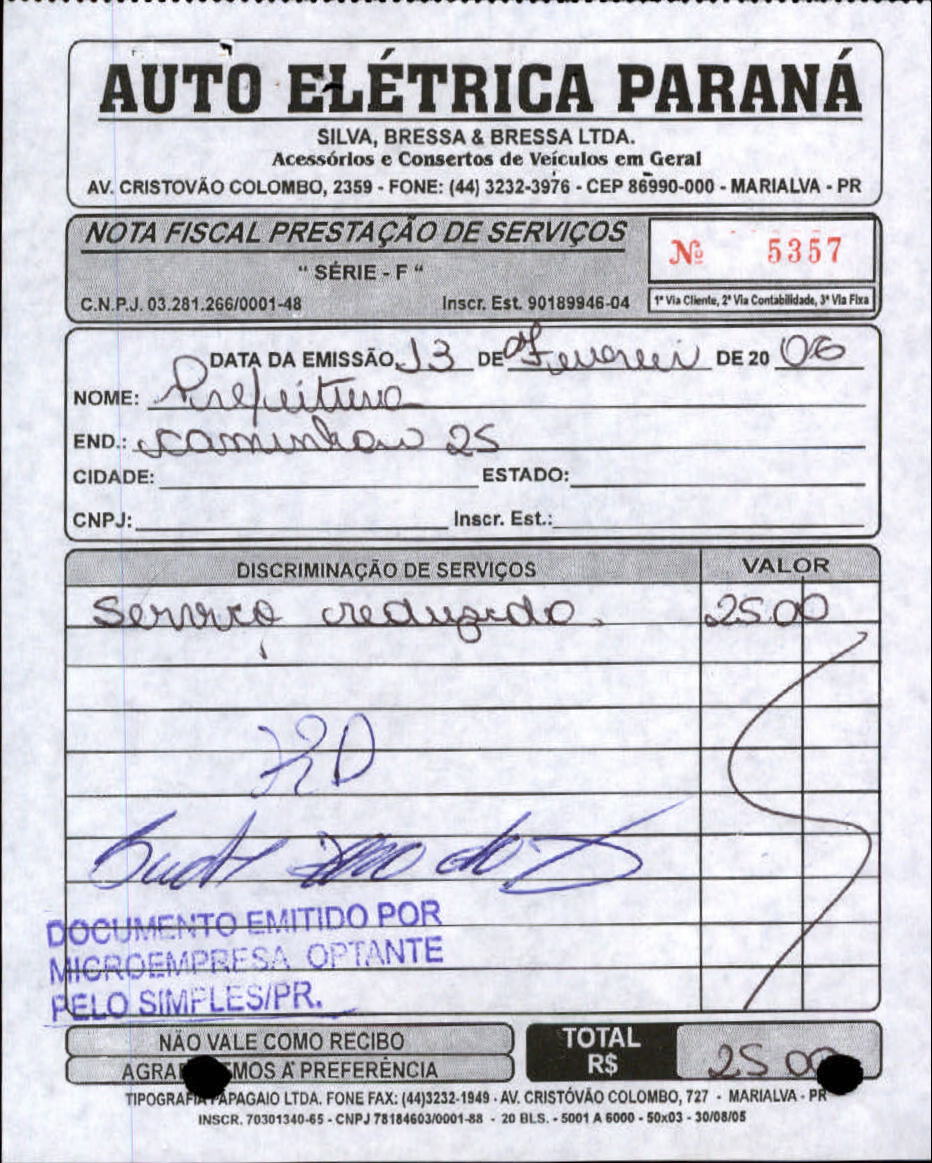 AUTO ELÉTRICA PARANÁ
SILVA, BRESSA & BRESSA LTDA.
Acessórios e Consertos de Veículos em Geral
AV. CRISTOVÃO COLOMBO, 2359 - FONE: (44) 3232-3976 - CEP 86990-000 - MARIALVA - PR
NOTA FISCAL PRESTAÇÃO DE SERVIÇOS
Nº 5357
" SÉRIE - F "
C.N.P.J. 03.281.266/0001-48 Inscr. Est. 90189946-04
1ª Via Cliente, 2ª Via Contabilidade, 3ª Via Fixa
DATA DA EMISSÃO 13 DE Fevereir DE 20 06
NOME: Prefeitura
END.: caminhao 25
CIDADE: ESTADO:
CNPJ: Inscr. Est.:
DISCRIMINAÇÃO DE SERVIÇOS VALOR
Serviço reduzido. 25 00
DOCUMENTO EMITIDO POR
MICROEMPRESA OPTANTE
PELO SIMPLES/PR.
NÃO VALE COMO RECIBO
A PREFERÊNCIA
TOTAL
R$ 25 00
TIPOGRAFIA PAPAGAIO LTDA. FONE FAX: (44)3232-1949 - AV. CRISTÓVÃO COLOMBO, 727 - MARIALVA - PR
INSCR. 70301340-65 - CNPJ 78184603/0001-88 - 20 BLS. - 5001 A 6000 - 50x03 - 30/08/05